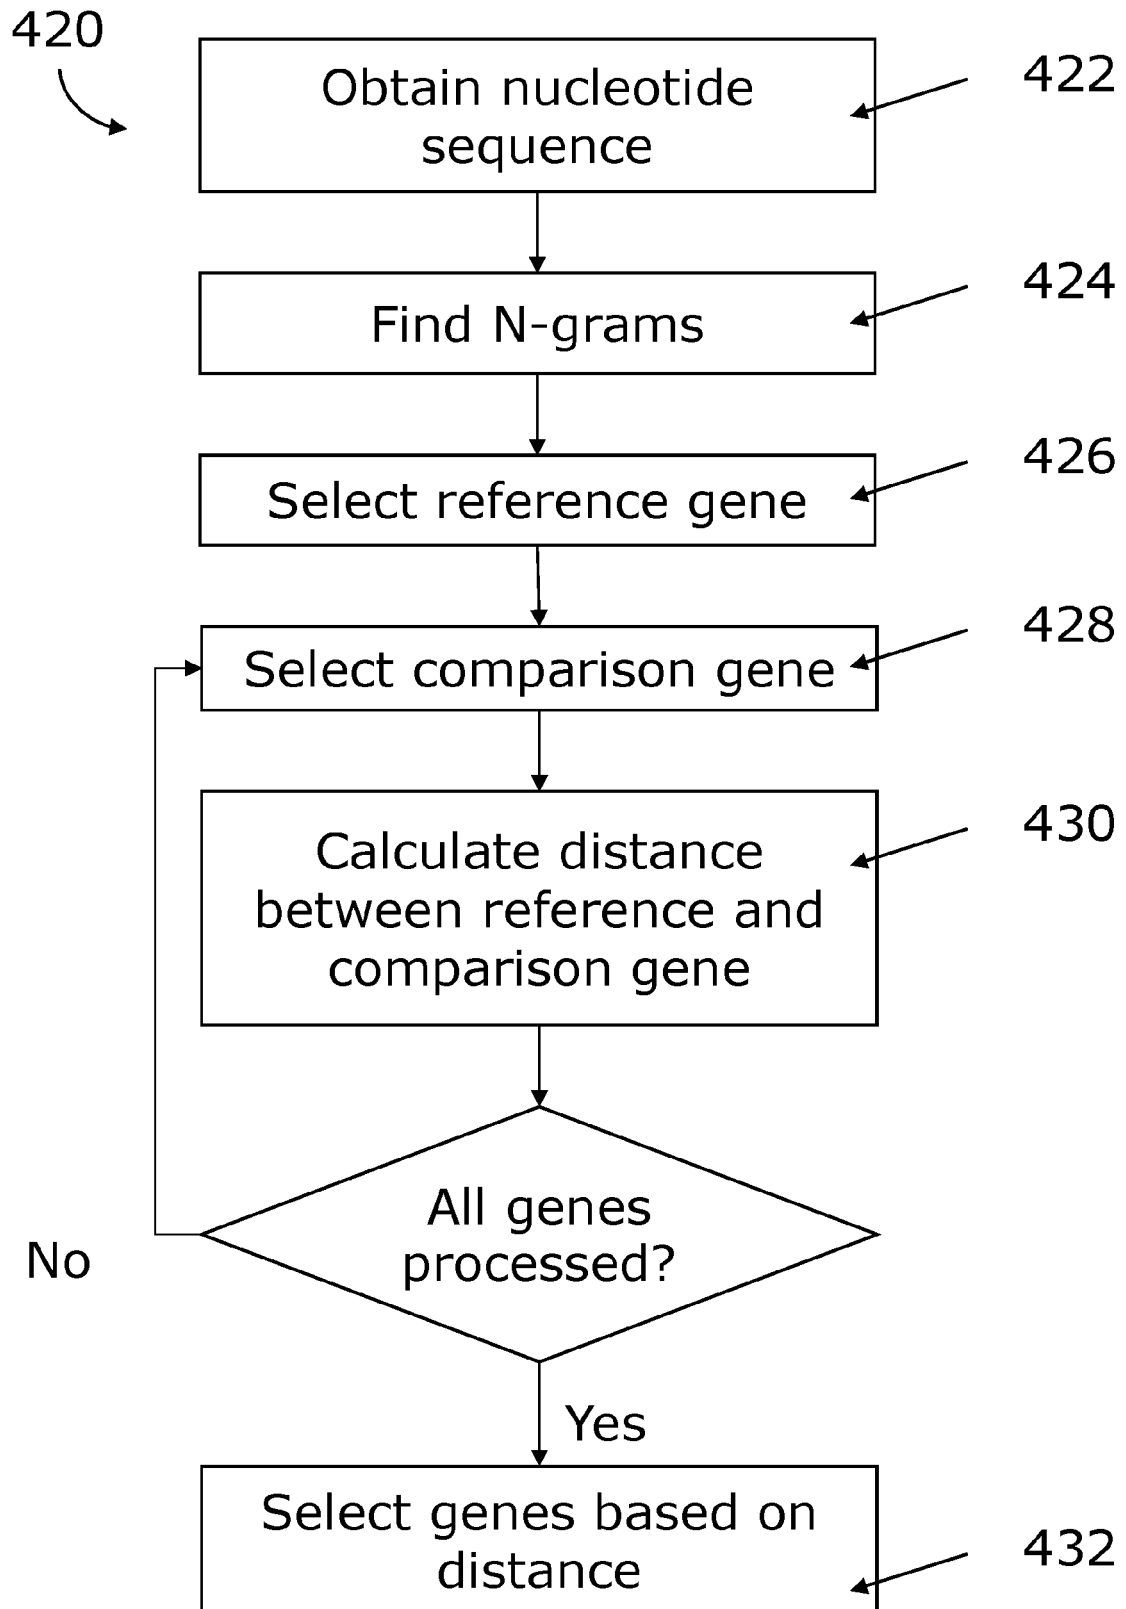 420
Obtain nucleotide
sequence
422
Find N-grams
424
Select reference gene
426
Select comparison gene
428
Calculate distance
between reference and
comparison gene
430
All genes
processed?
No
Yes
Select genes based on
distance
432